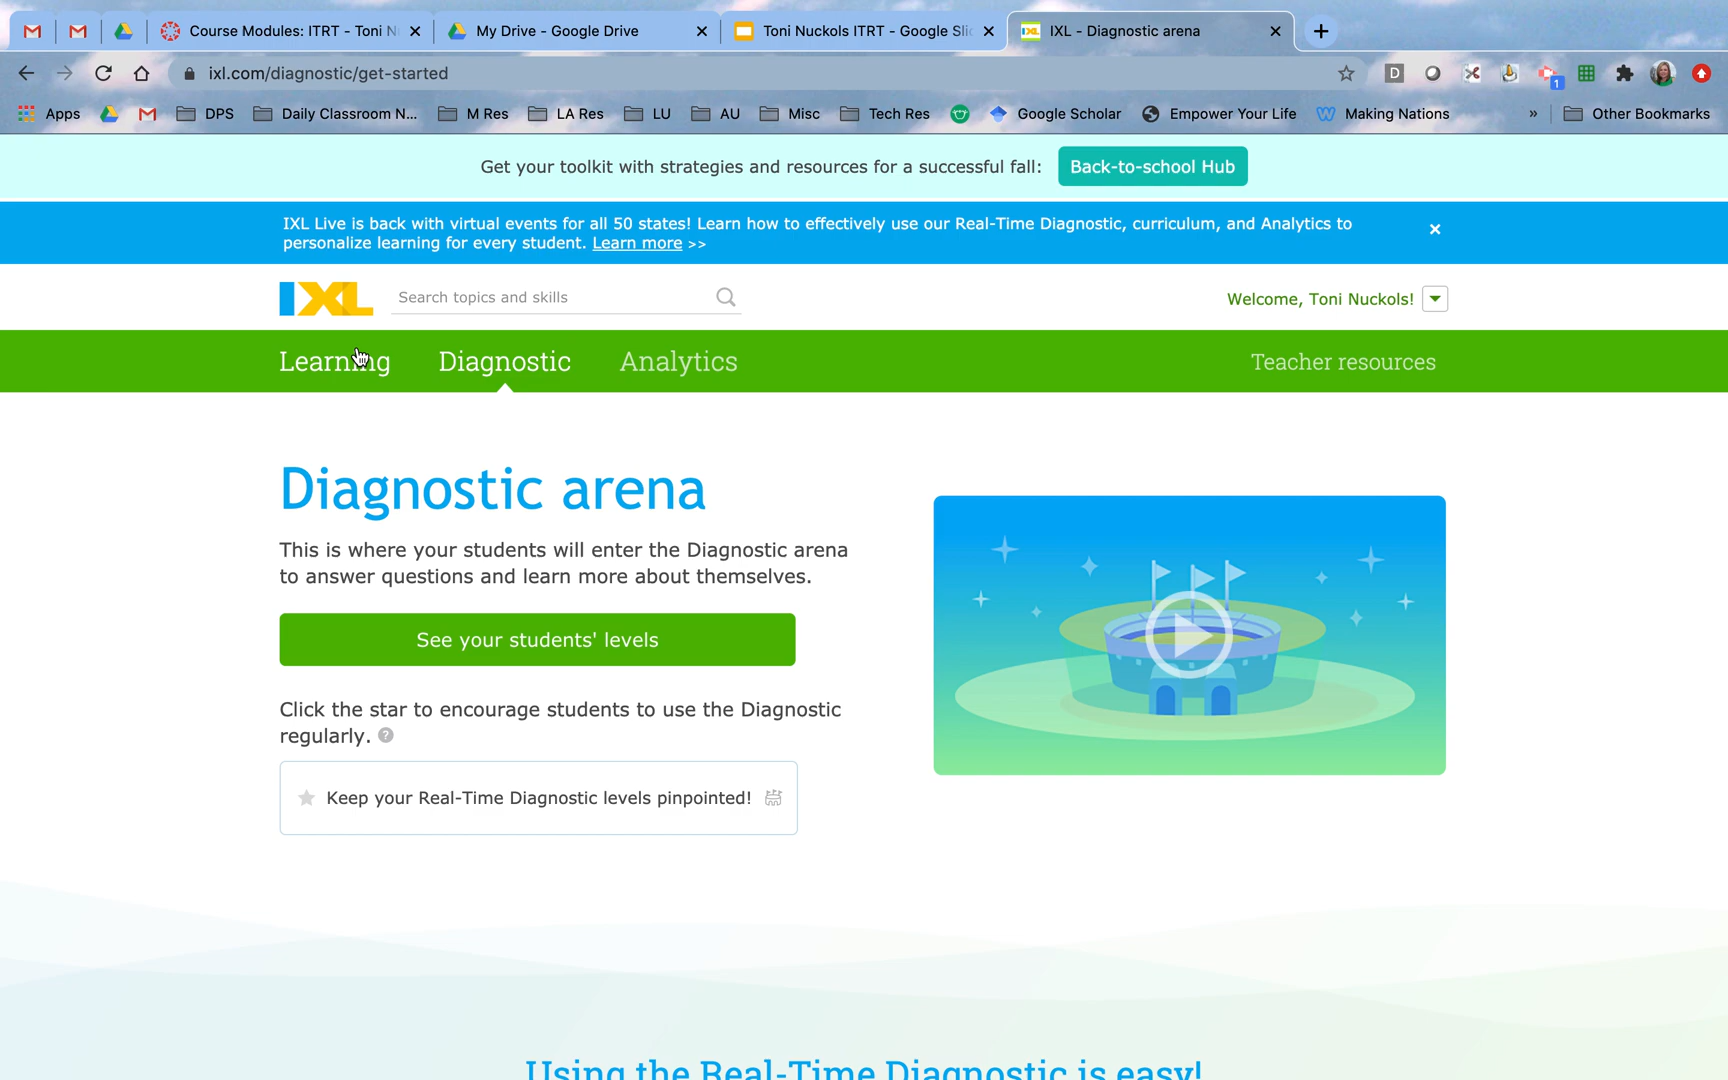 Course Modules: ITRT - Toni N
My Drive - Google Drive
Toni Nuckols ITRT - Google Slid
IXL - Diagnostic arena
ixl.com/diagnostic/get-started
D
1
Apps
DPS
Daily Classroom N...
M Res
LA Res
LU
AU
Misc
Tech Res
Google Scholar
Empower Your Life
Making Nations
»
Other Bookmarks
Get your toolkit with strategies and resources for a successful fall:
Back-to-school Hub
IXL Live is back with virtual events for all 50 states! Learn how to effectively use our Real-Time Diagnostic, curriculum, and Analytics to
personalize learning for every student. Learn more >>
IXL
Search topics and skills
Welcome, Toni Nuckols!
Learning
Diagnostic
Analytics
Teacher resources
Diagnostic arena
This is where your students will enter the Diagnostic arena
to answer questions and learn more about themselves.
See your students' levels
Click the star to encourage students to use the Diagnostic
regularly. ?
Keep your Real-Time Diagnostic levels pinpointed!
Using the Real-Time Diagnostic is easy!